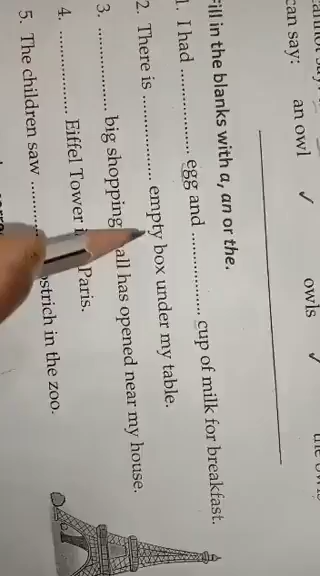 can say:
an owl ✓ owls ✓
Fill in the blanks with a, an or the.
1. I had ................ egg and ................ cup of milk for breakfast.
2. There is ................ empty box under my table.
3. ................ big shopping all has opened near my house.
4. ................ Eiffel Tower i Paris.
5. The children saw .......... strich in the zoo.